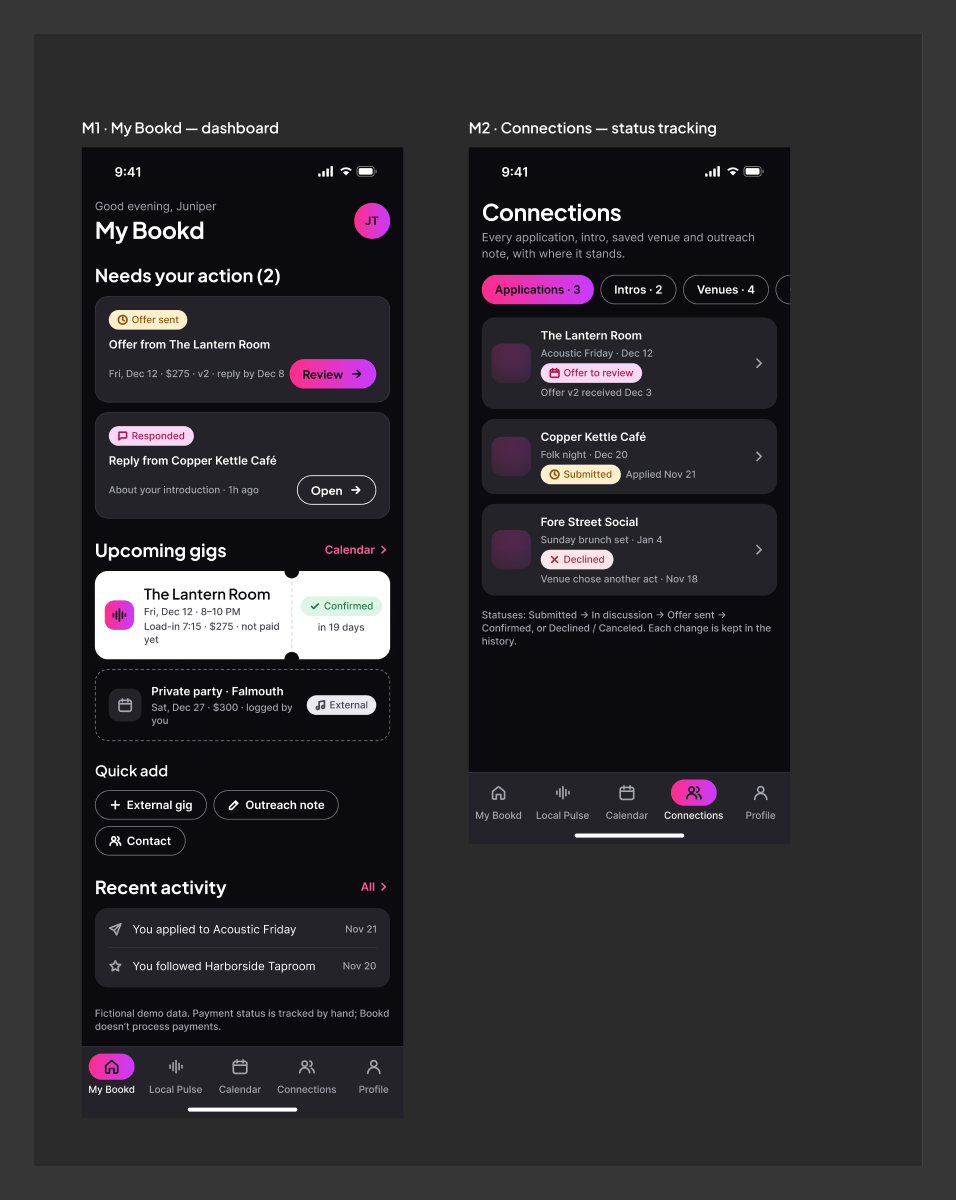 M1 · My Bookd — dashboard
9:41
Good evening, Juniper
My Bookd
JT
Needs your action (2)
Offer sent
Offer from The Lantern Room
Fri, Dec 12 · $275 · v2 · reply by Dec 8
Review
Responded
Reply from Copper Kettle Café
About your introduction · 1h ago
Open
Upcoming gigs
Calendar
The Lantern Room
Fri, Dec 12 · 8–10 PM
Load-in 7:15 · $275 · not paid
yet
Confirmed
in 19 days
Private party · Falmouth
Sat, Dec 27 · $300 · logged by
you
External
Quick add
External gig
Outreach note
Contact
Recent activity
All
You applied to Acoustic Friday
Nov 21
You followed Harborside Taproom
Nov 20
Fictional demo data. Payment status is tracked by hand; Bookd
doesn't process payments.
My Bookd
Local Pulse
Calendar
Connections
Profile
M2 · Connections — status tracking
9:41
Connections
Every application, intro, saved venue and outreach
note, with where it stands.
Applications · 3
Intros · 2
Venues · 4
The Lantern Room
Acoustic Friday · Dec 12
Offer to review
Offer v2 received Dec 3
Copper Kettle Café
Folk night · Dec 20
Submitted
Applied Nov 21
Fore Street Social
Sunday brunch set · Jan 4
Declined
Venue chose another act · Nov 18
Statuses: Submitted → In discussion → Offer sent →
Confirmed, or Declined / Canceled. Each change is kept in the
history.
My Bookd
Local Pulse
Calendar
Connections
Profile